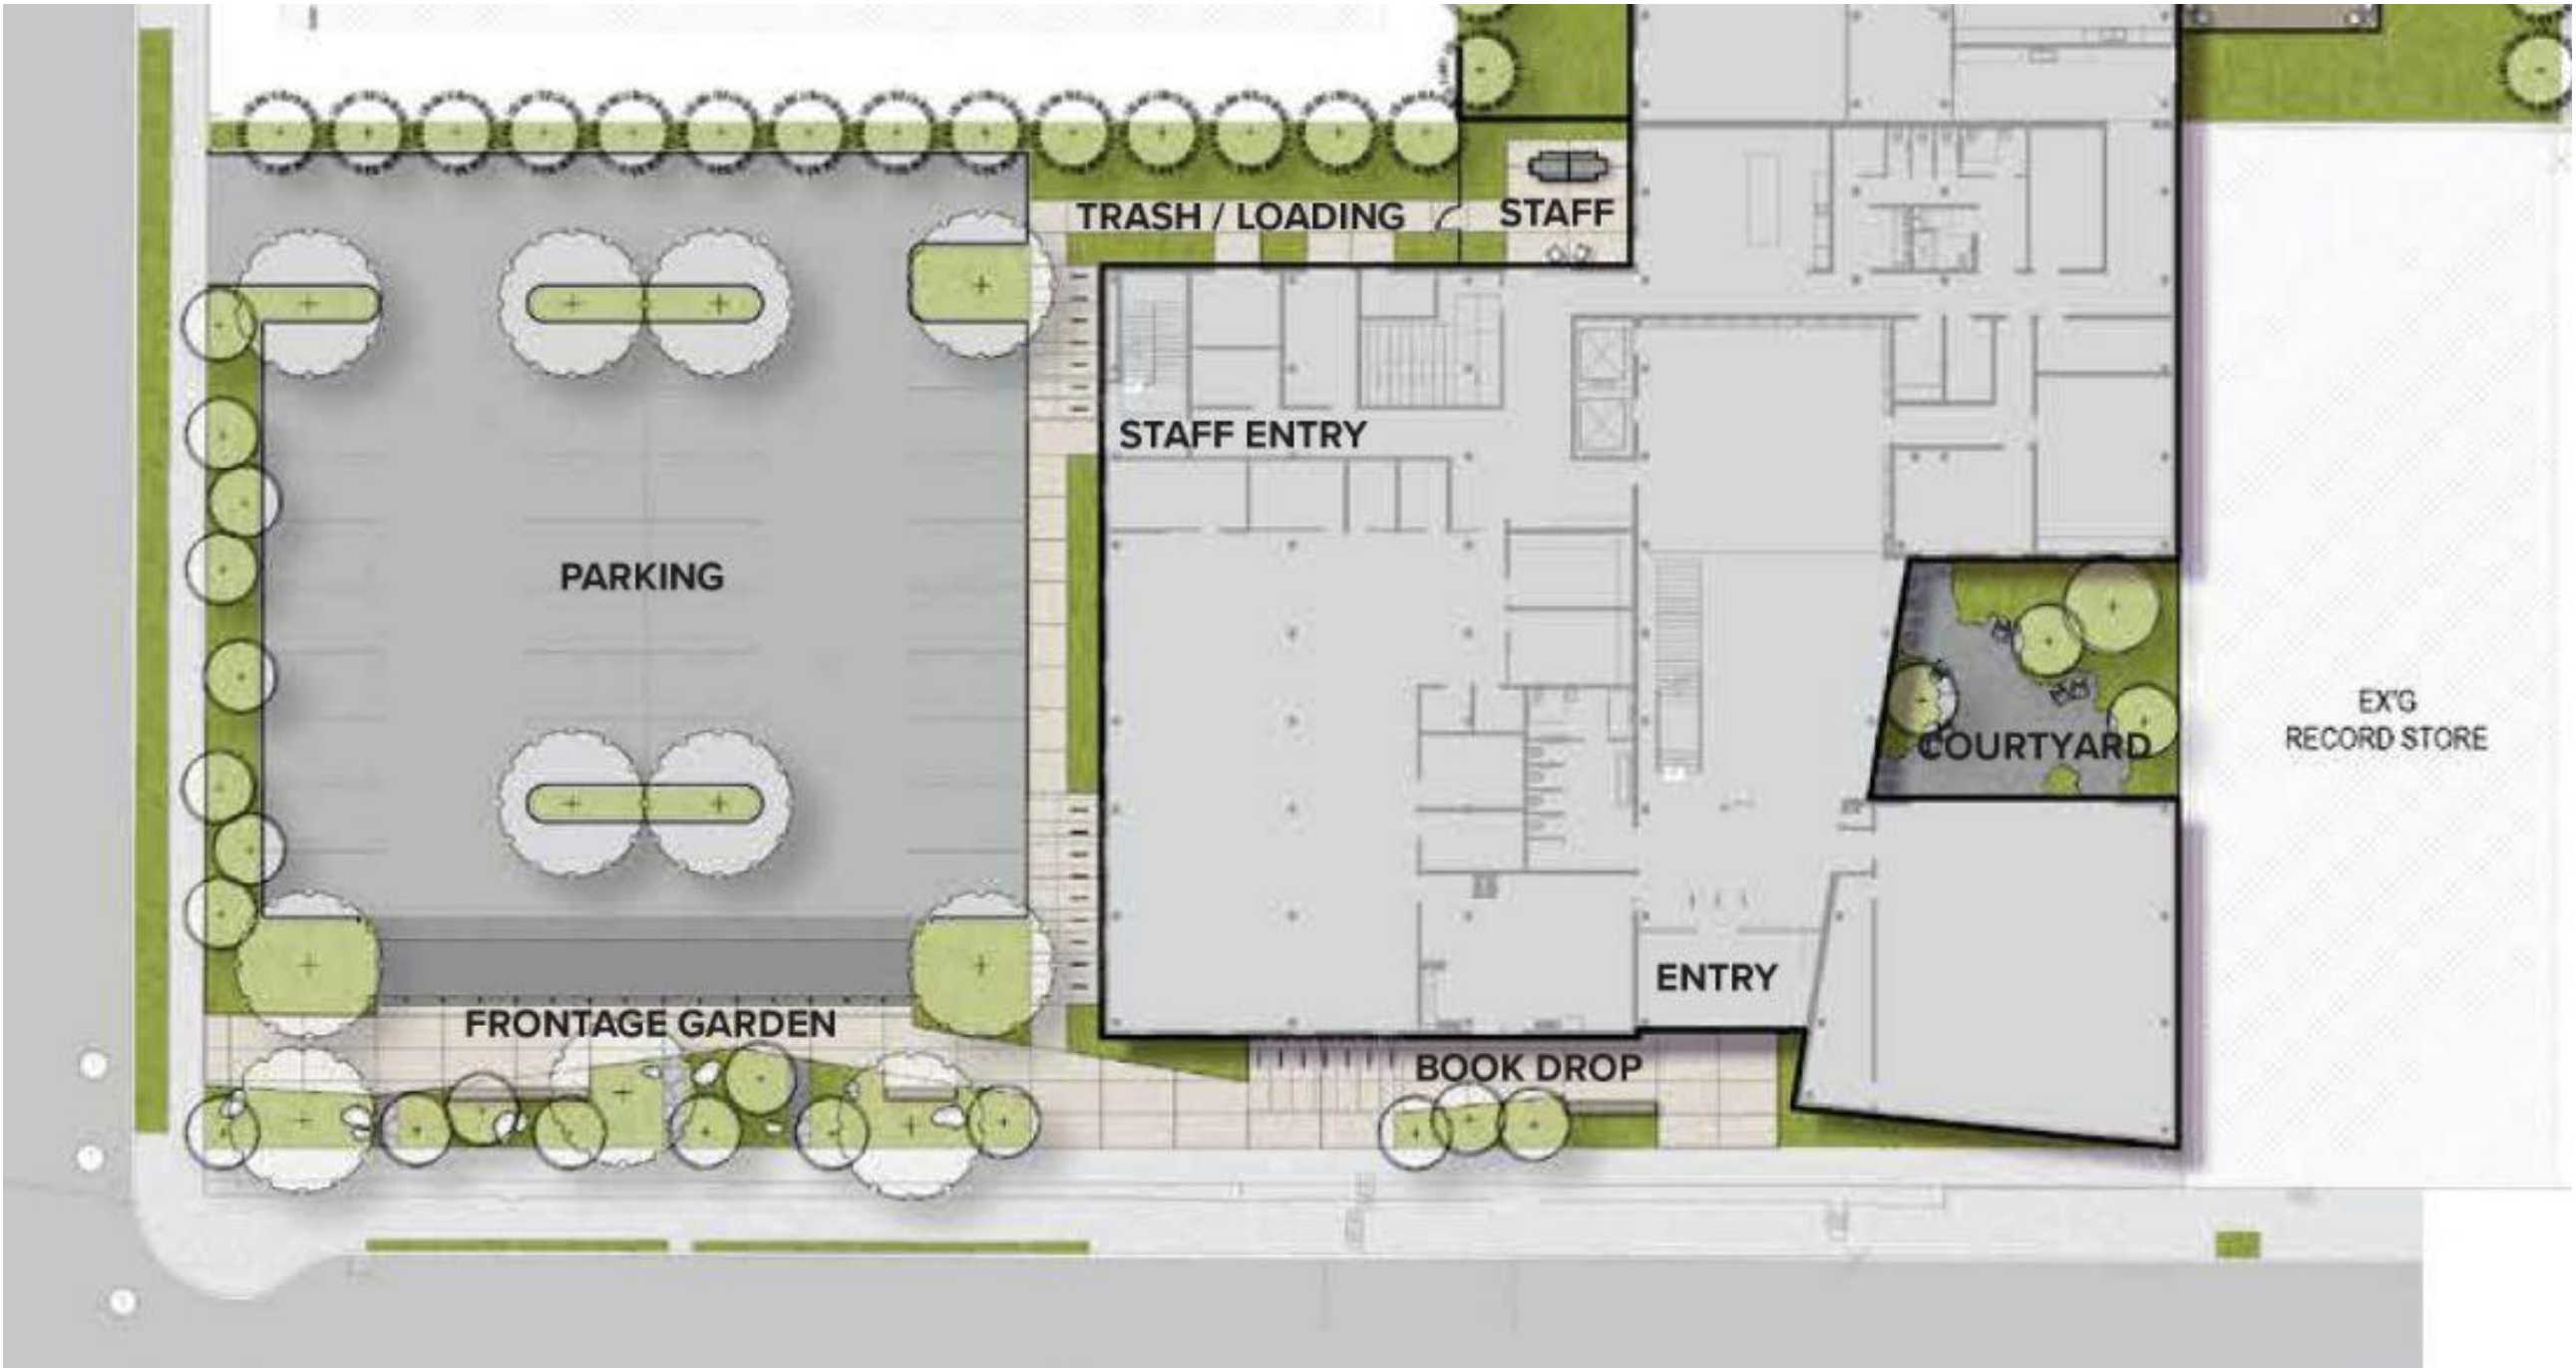 TRASH / LOADING
STAFF
STAFF ENTRY
PARKING
EX'G
RECORD STORE
COURTYARD
ENTRY
FRONTAGE GARDEN
BOOK DROP